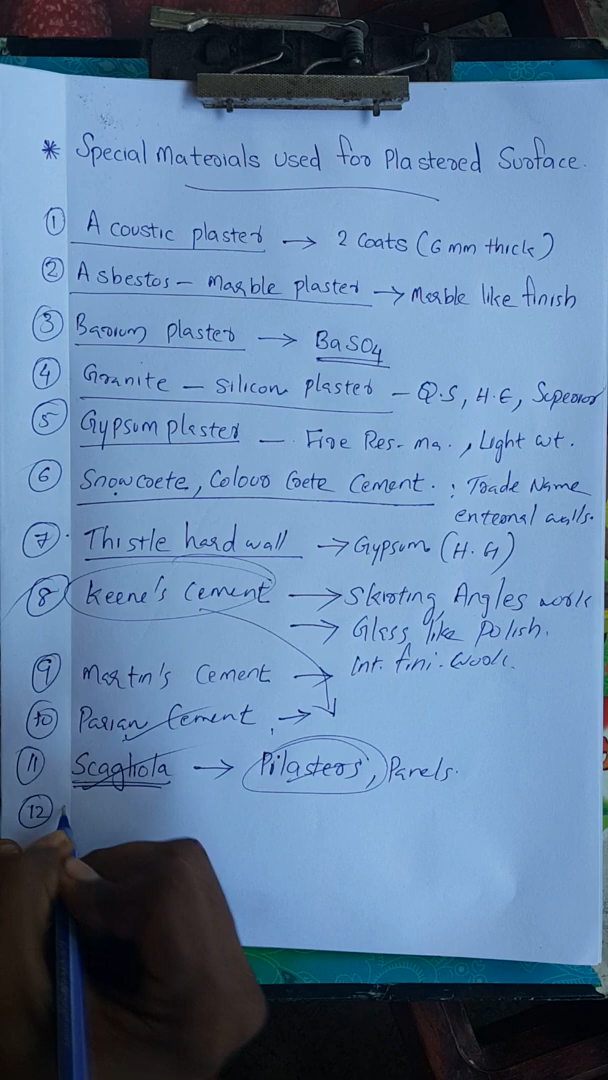 * Special Materials Used for Plastered Surface.
① Acoustic plaster → 2 Coats (6 mm thick)
② Asbestos - Marble plaster → Marble like finish
③ Barium plaster → BaSO4
④ Granite - Silicon plaster - Q.S, H.E, Superior
⑤ Gypsum plaster - Fire Res. ma. , Light wt.
⑥ Snowcrete, Colour Crete Cement. : Trade Name
external walls.
⑦ Thistle hard wall → Gypsum (H.G)
⑧ Keene's Cement → Skirting, Angles work
→ Glass like Polish.
⑨ Martin's Cement → Int. fini. work.
⑩ Parian Cement, →
⑪ Scagliola → Pilasters, Panels.
⑫